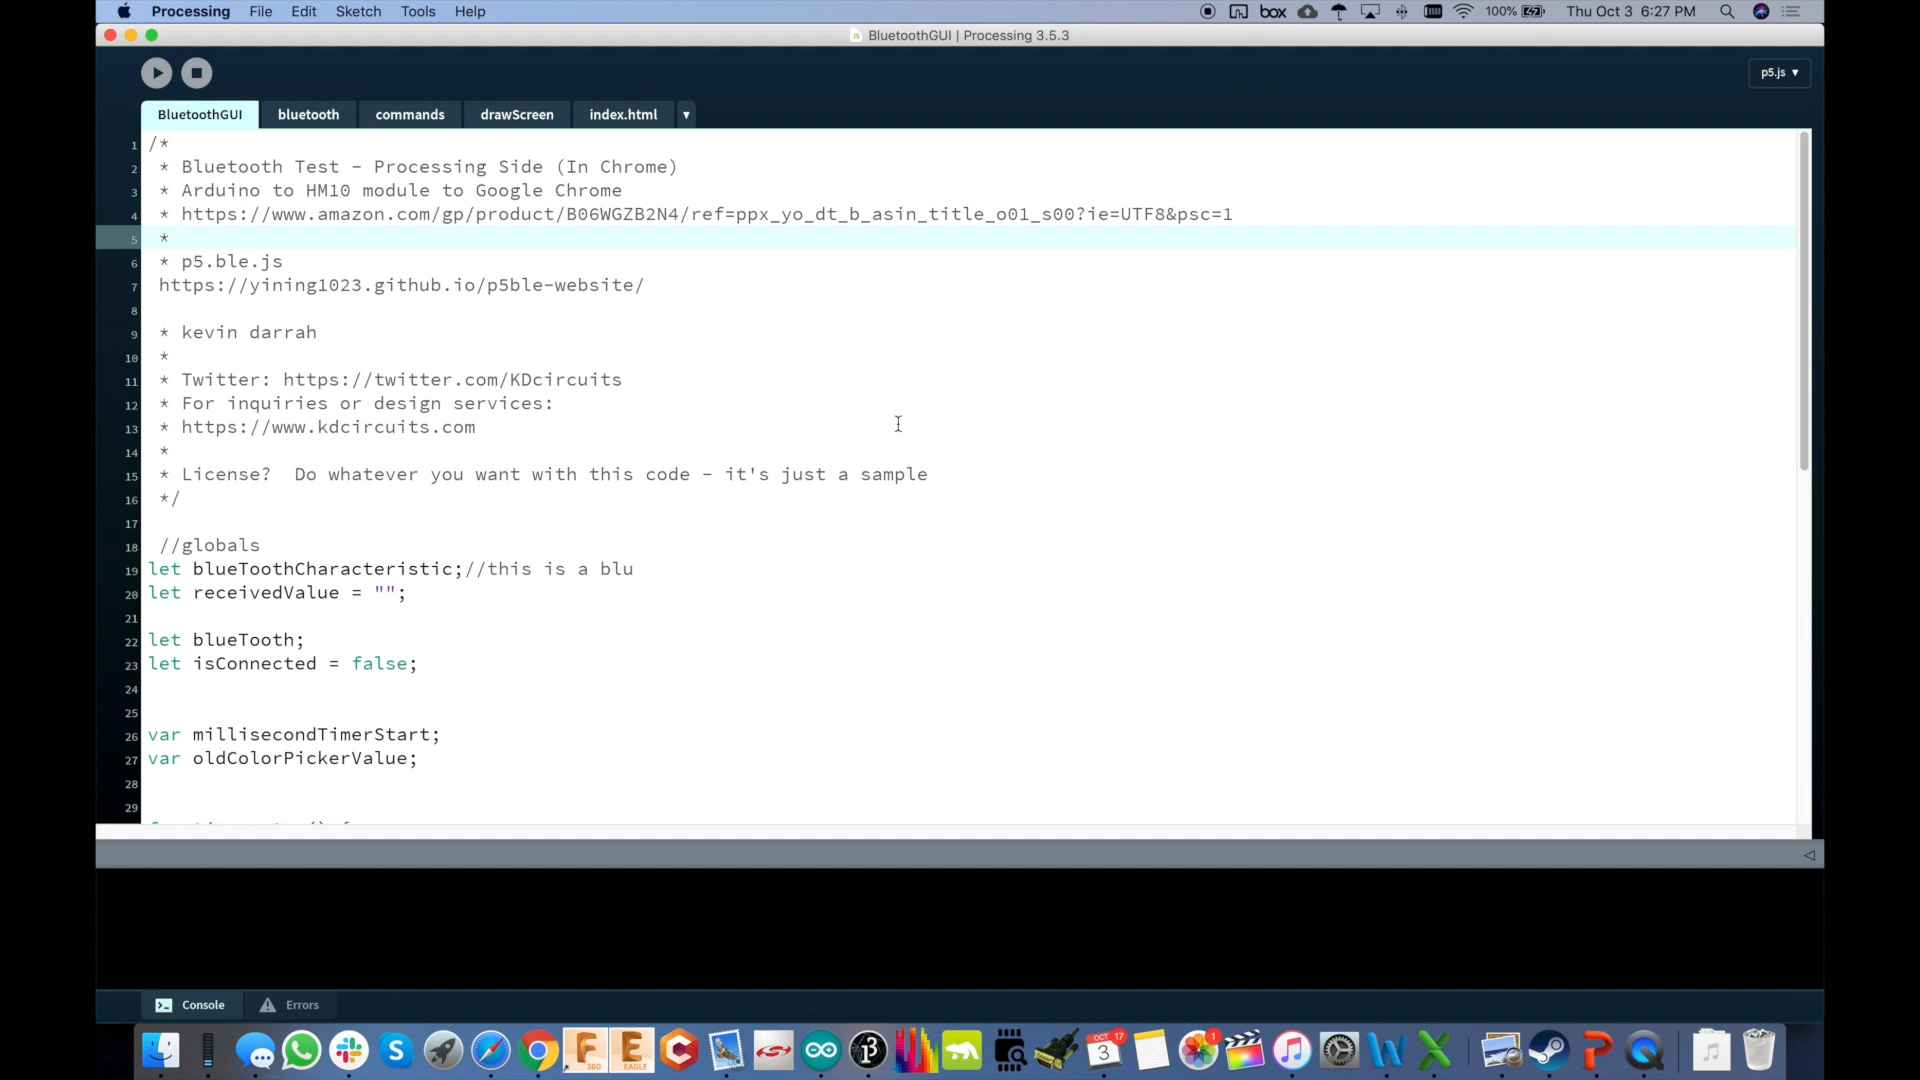 Processing File Edit Sketch Tools Help
box 100% Thu Oct 3 6:27 PM
BluetoothGUI | Processing 3.5.3
p5.js ▼
BluetoothGUI bluetooth commands drawScreen index.html ▼
1 /*
2 * Bluetooth Test - Processing Side (In Chrome)
3 * Arduino to HM10 module to Google Chrome
4 * https://www.amazon.com/gp/product/B06WGZB2N4/ref=ppx_yo_dt_b_asin_title_o01_s00?ie=UTF8&psc=1
5 *
6 * p5.ble.js
7 https://yining1023.github.io/p5ble-website/
8
9 * kevin darrah
10 *
11 * Twitter: https://twitter.com/KDcircuits
12 * For inquiries or design services:
13 * https://www.kdcircuits.com
14 *
15 * License?  Do whatever you want with this code - it's just a sample
16 */
17
18 //globals
19 let blueToothCharacteristic;//this is a blu
20 let receivedValue = "";
21
22 let blueTooth;
23 let isConnected = false;
24
25
26 var millisecondTimerStart;
27 var oldColorPickerValue;
28
29
Console Errors
360 EAGLE OCT 17 3 1